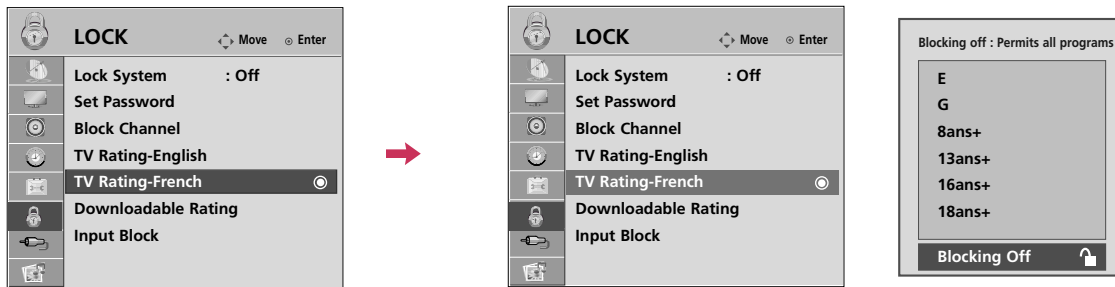 LOCK
Move
Enter
Lock System : Off
Set Password
Block Channel
TV Rating-English
TV Rating-French
Downloadable Rating
Input Block
LOCK
Move
Enter
Lock System : Off
Set Password
Block Channel
TV Rating-English
TV Rating-French
Downloadable Rating
Input Block
Blocking off : Permits all programs
E
G
8ans+
13ans+
16ans+
18ans+
Blocking Off